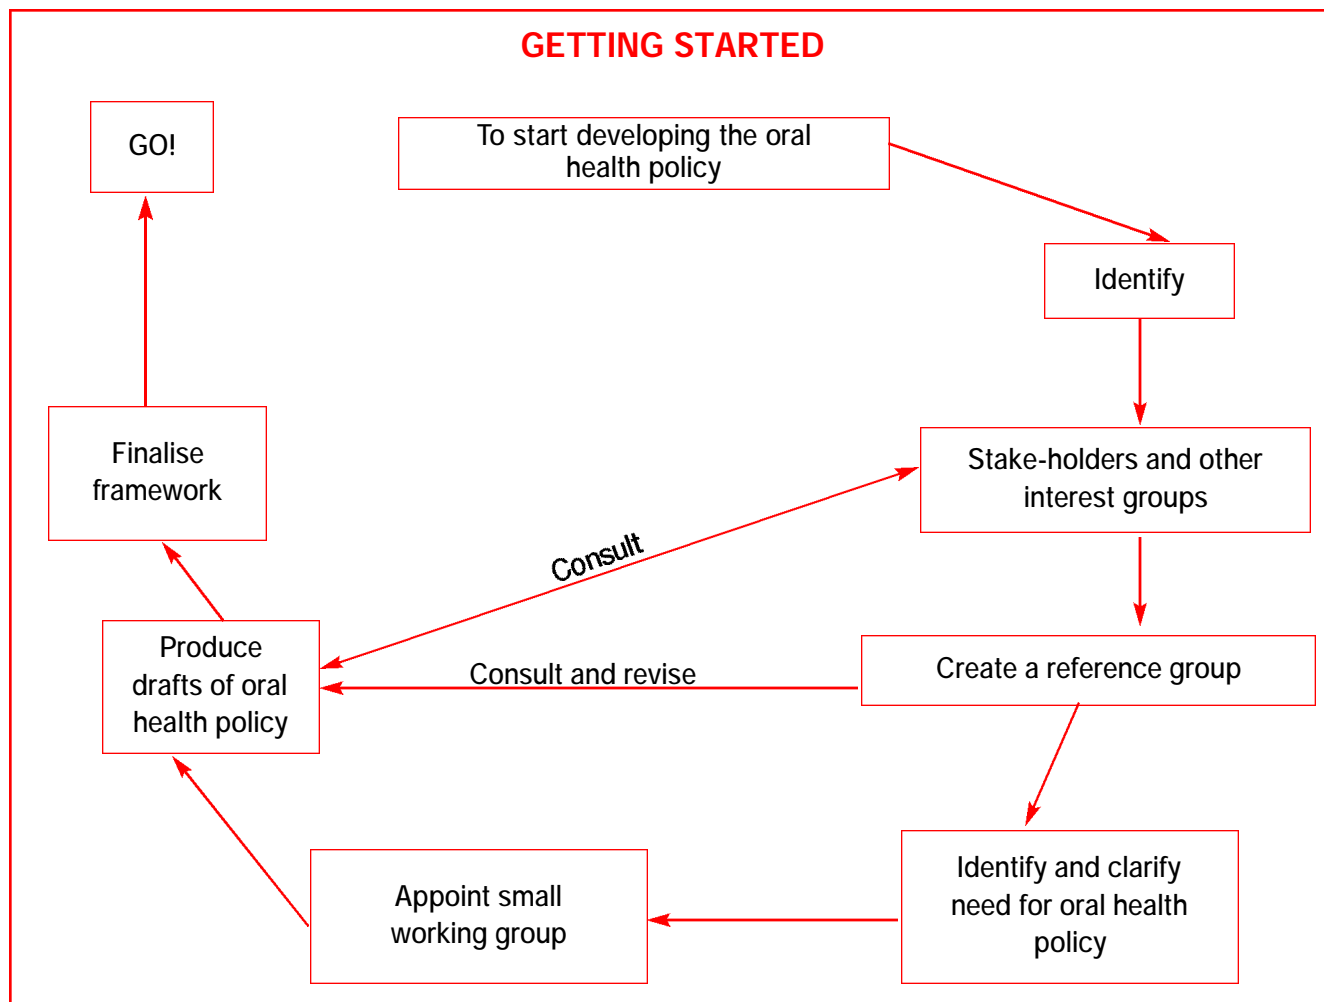 GETTING STARTED
GO!
To start developing the oral
health policy
Identify
Finalise
framework
Stake-holders and other
interest groups
Consult
Produce
drafts of oral
health policy
Consult and revise
Create a reference group
Appoint small
working group
Identify and clarify
need for oral health
policy